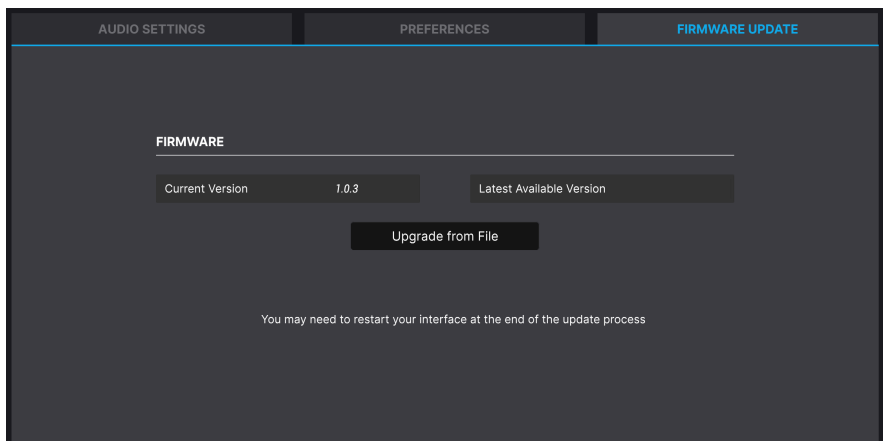 AUDIO SETTINGS PREFERENCES FIRMWARE UPDATE
FIRMWARE
Current Version 1.0.3 Latest Available Version
Upgrade from File
You may need to restart your interface at the end of the update process